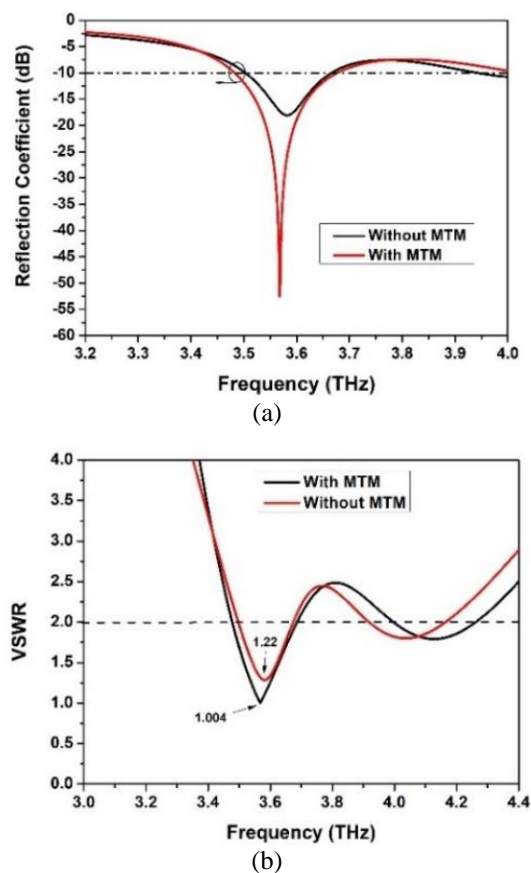 0
-5
-10
-15
-20
-25
-30
-35
-40
-45
-50
-55
-60
Reflection Coefficient (dB)
Without MTM
With MTM
3.2 3.3 3.4 3.5 3.6 3.7 3.8 3.9 4.0
Frequency (THz)
(a)
4.0
3.5
3.0
2.5
2.0
1.5
1.0
0.5
0.0
VSWR
With MTM
Without MTM
1.22
1.004
3.0 3.2 3.4 3.6 3.8 4.0 4.2 4.4
Frequency (THz)
(b)